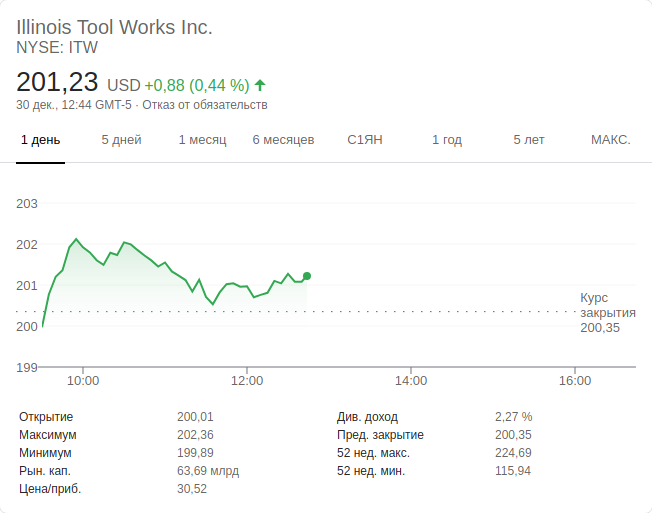 Illinois Tool Works Inc.
NYSE: ITW
201,23 USD +0,88 (0,44 %)
30 дек., 12:44 GMT-5 · Отказ от обязательств
1 день 5 дней 1 месяц 6 месяцев С1ЯН 1 год 5 лет МАКС.
203
202
201
Курс
закрытия
200,35
200
199
10:00 12:00 14:00 16:00
Открытие 200,01 Див. доход 2,27 %
Максимум 202,36 Пред. закрытие 200,35
Минимум 199,89 52 нед. макс. 224,69
Рын. кап. 63,69 млрд 52 нед. мин. 115,94
Цена/приб. 30,52